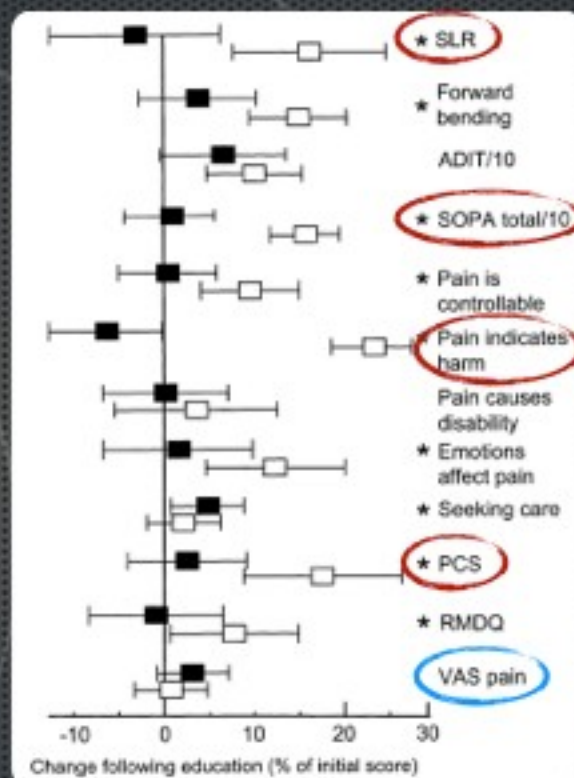 * SLR
* Forward
bending
ADIT/10
* SOPA total/10
* Pain is
controllable
Pain indicates
harm
Pain causes
disability
* Emotions
affect pain
* Seeking care
* PCS
* RMDQ
VAS pain
-10 0 10 20 30
Change following education (% of initial score)